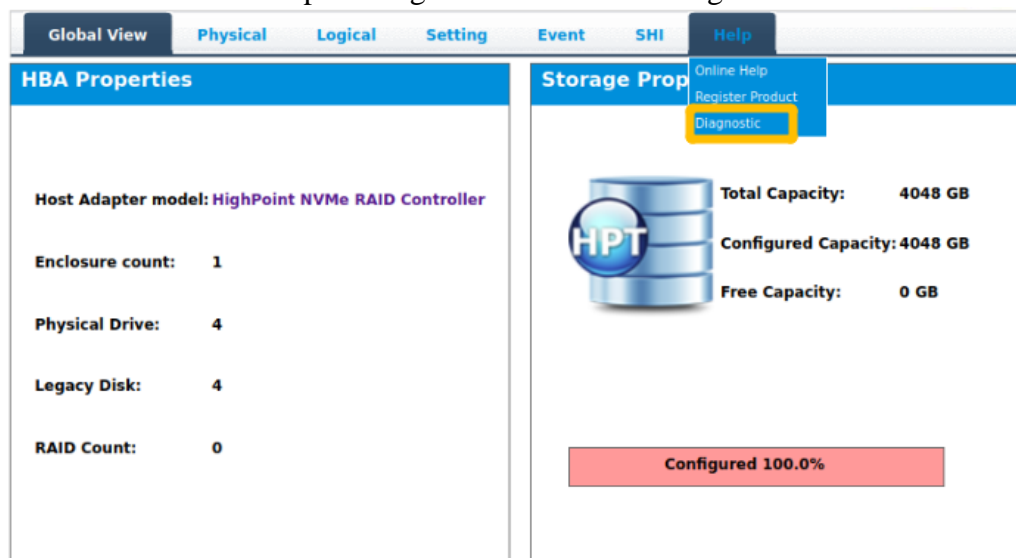 Global View Physical Logical Setting Event SHI Help
Online Help
Register Product
Diagnostic
HBA Properties
Host Adapter model: HighPoint NVMe RAID Controller
Enclosure count: 1
Physical Drive: 4
Legacy Disk: 4
RAID Count: 0
Storage Prop
HPT
Total Capacity: 4048 GB
Configured Capacity: 4048 GB
Free Capacity: 0 GB
Configured 100.0%